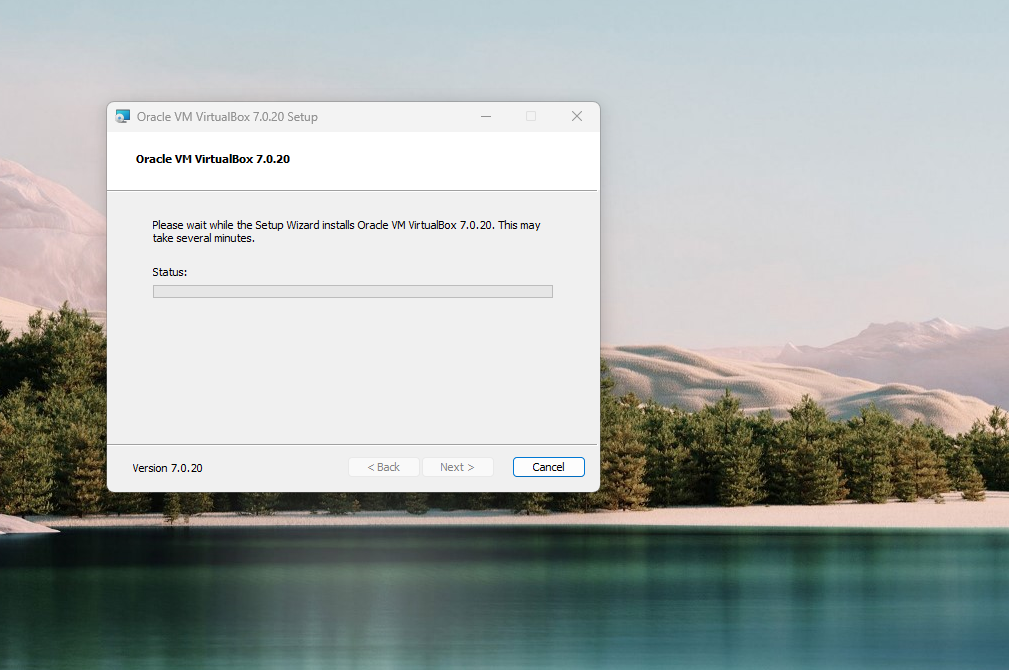 Oracle VM VirtualBox 7.0.20 Setup
Oracle VM VirtualBox 7.0.20
Please wait while the Setup Wizard installs Oracle VM VirtualBox 7.0.20. This may
take several minutes.
Status:
Version 7.0.20
< Back
Next >
Cancel